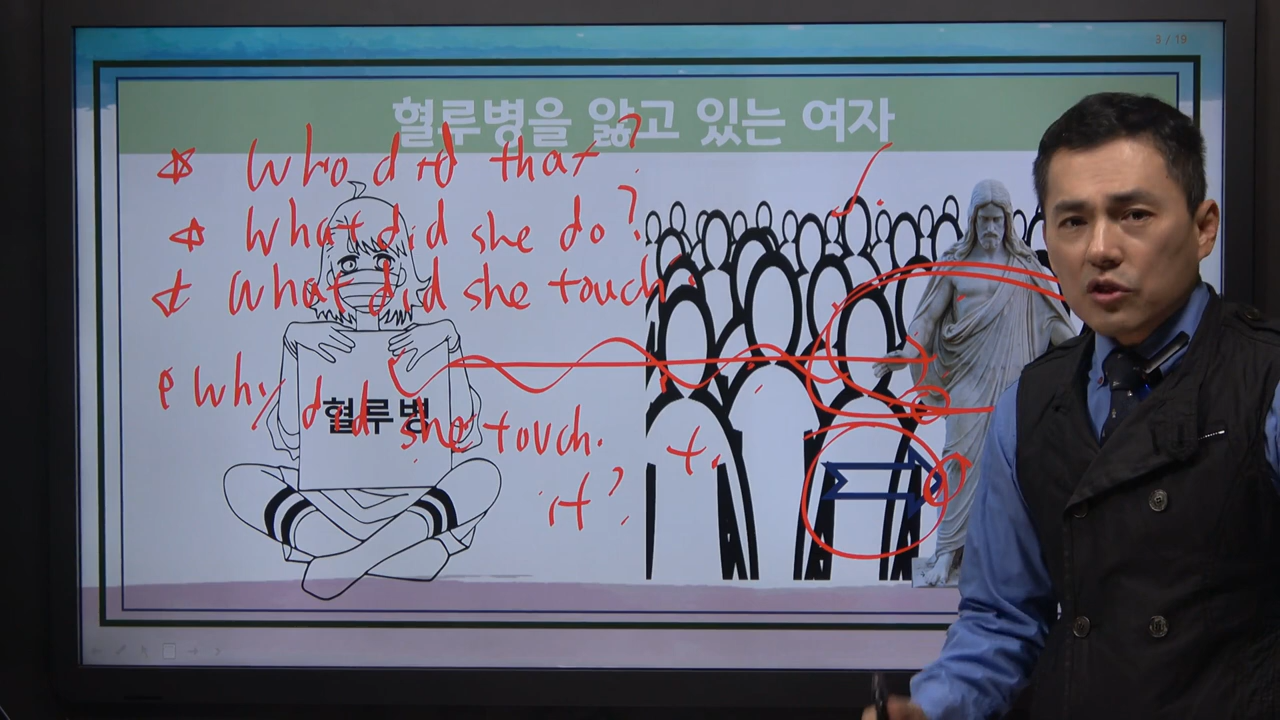 3 / 19
혈루병을 앓고 있는 여자
Who did that?
What did she do?
What did she touch.
why did she touch.
it?
혈루병